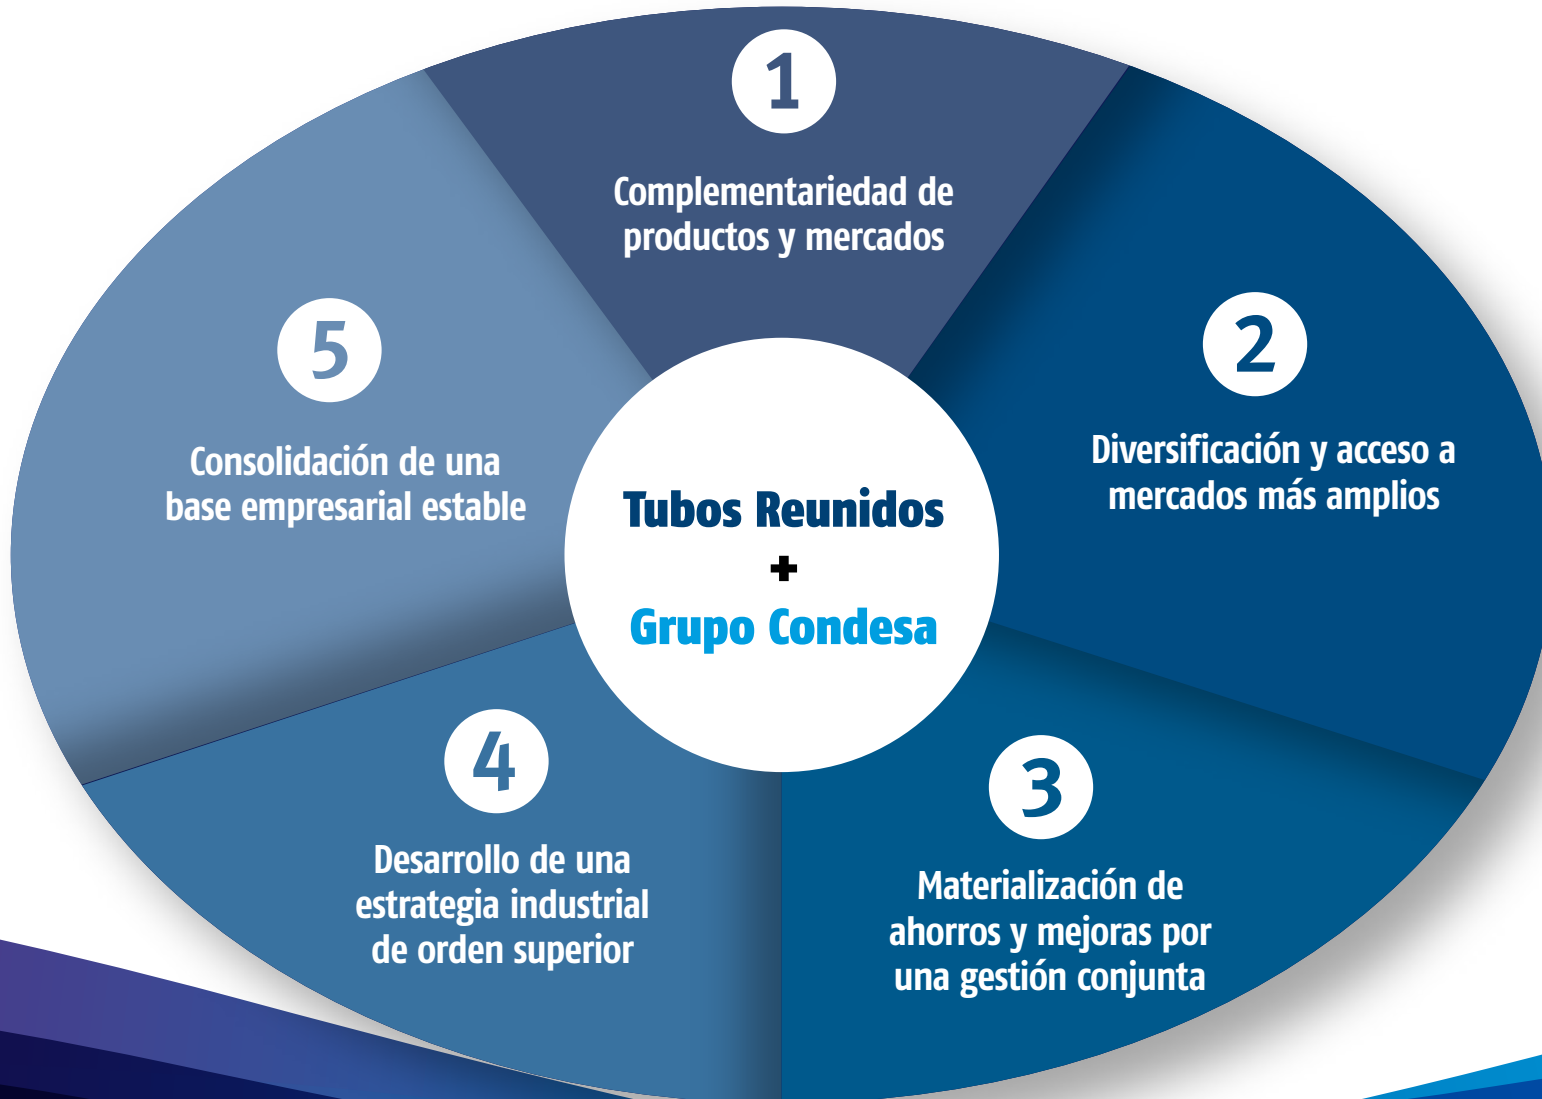 1
Complementariedad de
productos y mercados
2
Diversificación y acceso a
mercados más amplios
3
Materialización de
ahorros y mejoras por
una gestión conjunta
4
Desarrollo de una
estrategia industrial
de orden superior
5
Consolidación de una
base empresarial estable
Tubos Reunidos
+
Grupo Condesa